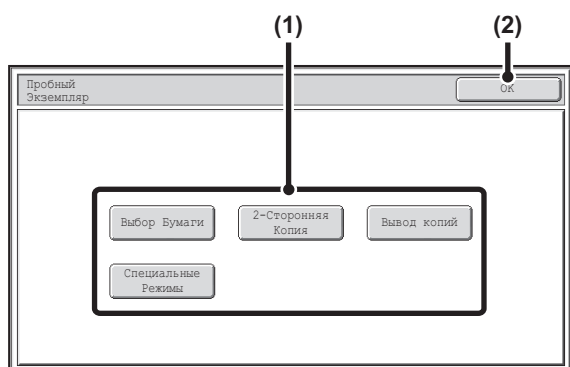 (1) (2)
Пробный
Экземпляр
OK
Выбор Бумаги
2-Сторонняя
Копия
Вывод копий
Специальные
Режимы